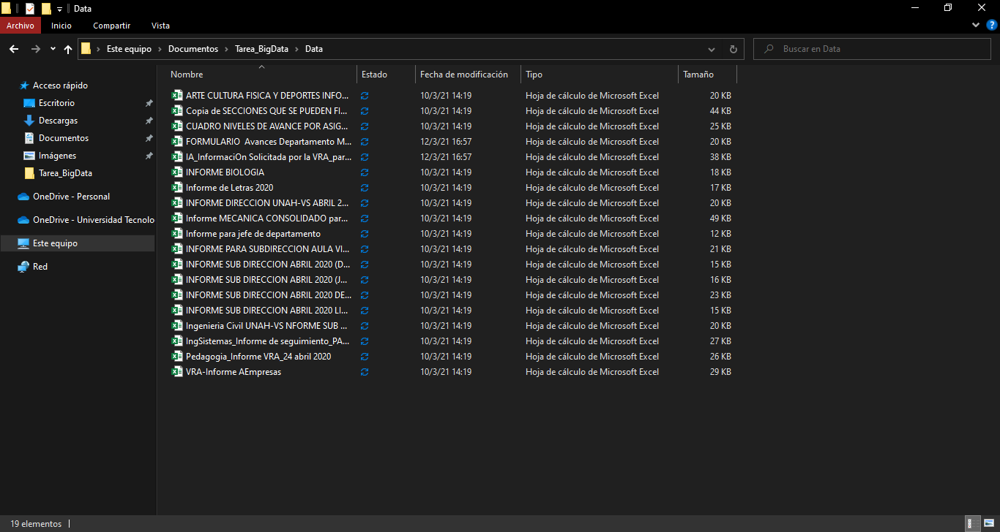 Data
Archivo Inicio Compartir Vista
Este equipo Documentos Tarea_BigData Data Buscar en Data
Nombre Estado Fecha de modificación Tipo Tamaño
Acceso rápido
Escritorio
Descargas
Documentos
Imágenes
Tarea_BigData
OneDrive - Personal
OneDrive - Universidad Tecnolo
Este equipo
Red
ARTE CULTURA FISICA Y DEPORTES INFO... 10/3/21 14:19 Hoja de cálculo de Microsoft Excel 20 KB
Copia de SECCIONES QUE SE PUEDEN FI... 10/3/21 14:19 Hoja de cálculo de Microsoft Excel 44 KB
CUADRO NIVELES DE AVANCE POR ASIG... 10/3/21 14:19 Hoja de cálculo de Microsoft Excel 25 KB
FORMULARIO  Avances Departamento M... 12/3/21 16:57 Hoja de cálculo de Microsoft Excel 20 KB
IA_InformaciOn Solicitada por la VRA_par... 12/3/21 16:57 Hoja de cálculo de Microsoft Excel 38 KB
INFORME BIOLOGIA 10/3/21 14:19 Hoja de cálculo de Microsoft Excel 18 KB
Informe de Letras 2020 10/3/21 14:19 Hoja de cálculo de Microsoft Excel 17 KB
INFORME DIRECCION UNAH-VS ABRIL 2... 10/3/21 14:19 Hoja de cálculo de Microsoft Excel 20 KB
Informe MECANICA CONSOLIDADO par... 10/3/21 14:19 Hoja de cálculo de Microsoft Excel 49 KB
Informe para jefe de departamento 10/3/21 14:19 Hoja de cálculo de Microsoft Excel 12 KB
INFORME PARA SUBDIRECCION AULA VI... 10/3/21 14:19 Hoja de cálculo de Microsoft Excel 21 KB
INFORME SUB DIRECCION ABRIL 2020 (D... 10/3/21 14:19 Hoja de cálculo de Microsoft Excel 15 KB
INFORME SUB DIRECCION ABRIL 2020 (J... 10/3/21 14:19 Hoja de cálculo de Microsoft Excel 16 KB
INFORME SUB DIRECCION ABRIL 2020 DE... 10/3/21 14:19 Hoja de cálculo de Microsoft Excel 23 KB
INFORME SUB DIRECCION ABRIL 2020 LI... 10/3/21 14:19 Hoja de cálculo de Microsoft Excel 15 KB
Ingenieria Civil UNAH-VS NFORME SUB ... 10/3/21 14:19 Hoja de cálculo de Microsoft Excel 20 KB
IngSistemas_Informe de seguimiento_PA... 10/3/21 14:19 Hoja de cálculo de Microsoft Excel 27 KB
Pedagogia_Informe VRA_24 abril 2020 10/3/21 14:19 Hoja de cálculo de Microsoft Excel 26 KB
VRA-Informe AEmpresas 10/3/21 14:19 Hoja de cálculo de Microsoft Excel 29 KB
19 elementos